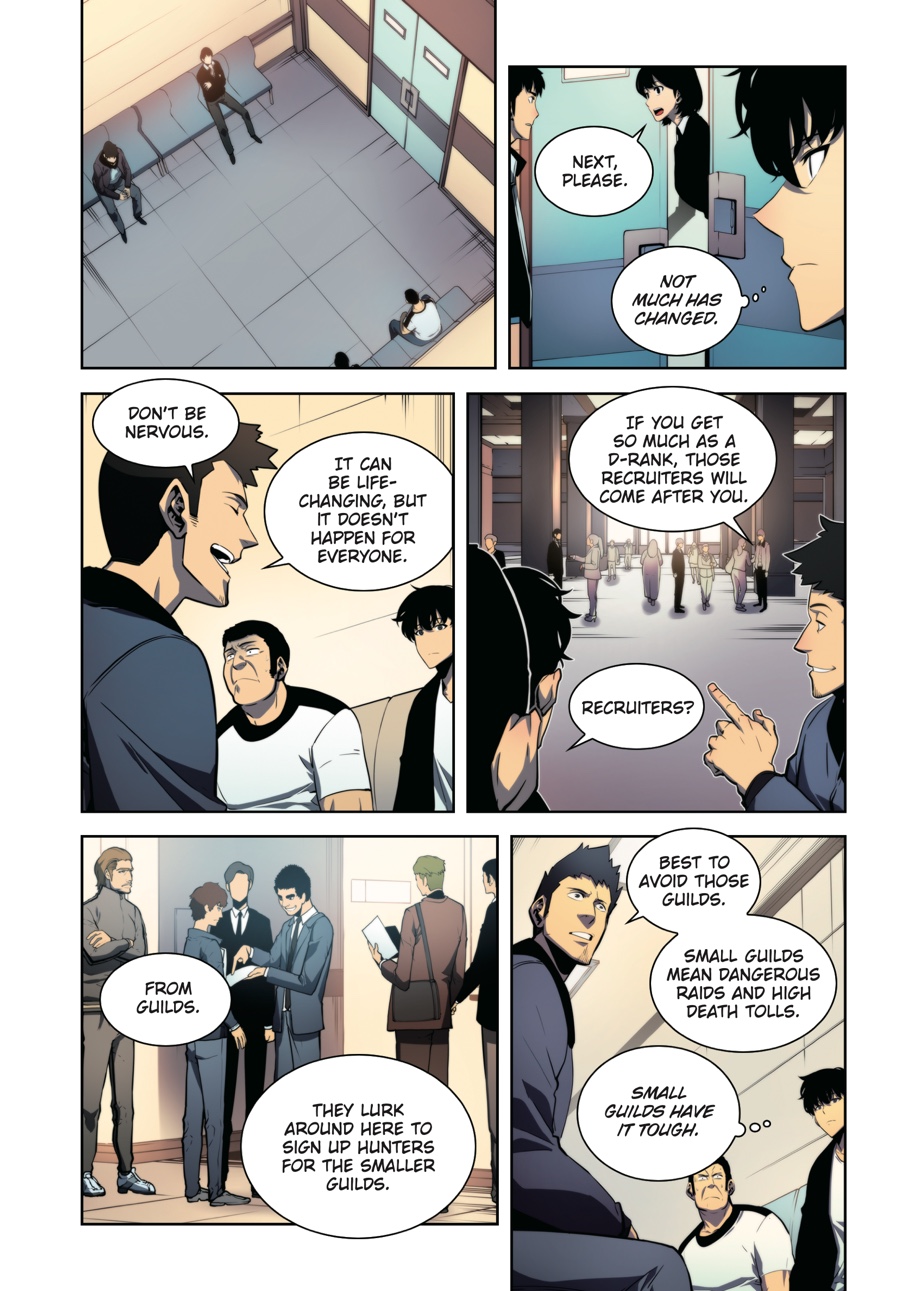 NEXT,
PLEASE.
NOT
MUCH HAS
CHANGED.
DON'T BE
NERVOUS.
IT CAN
BE LIFE-
CHANGING, BUT
IT DOESN'T
HAPPEN FOR
EVERYONE.
IF YOU GET
SO MUCH AS A
D-RANK, THOSE
RECRUITERS WILL
COME AFTER YOU.
RECRUITERS?
FROM
GUILDS.
THEY LURK
AROUND HERE TO
SIGN UP HUNTERS
FOR THE SMALLER
GUILDS.
BEST TO
AVOID THOSE
GUILDS.
SMALL GUILDS
MEAN DANGEROUS
RAIDS AND HIGH
DEATH TOLLS.
SMALL
GUILDS HAVE
IT TOUGH.